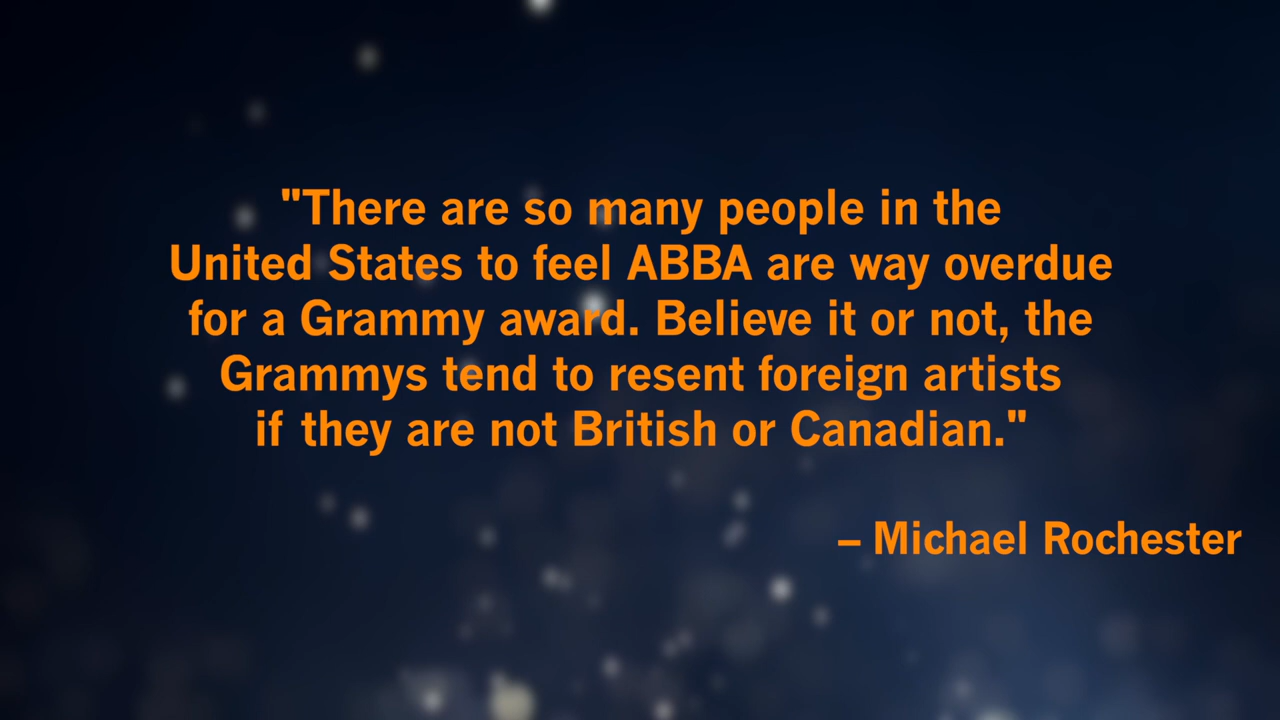 "There are so many people in the
United States to feel ABBA are way overdue
for a Grammy award. Believe it or not, the
Grammys tend to resent foreign artists
if they are not British or Canadian."
– Michael Rochester